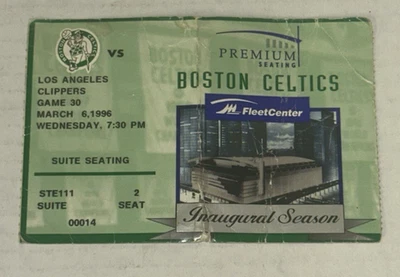 VS
LOS ANGELES
CLIPPERS
GAME 30
MARCH 6,1996
WEDNESDAY, 7:30 PM
SUITE SEATING
STE111 2
SUITE SEAT
00014
PREMIUM
SEATING
BOSTON CELTICS
FleetCenter
Inaugural Season